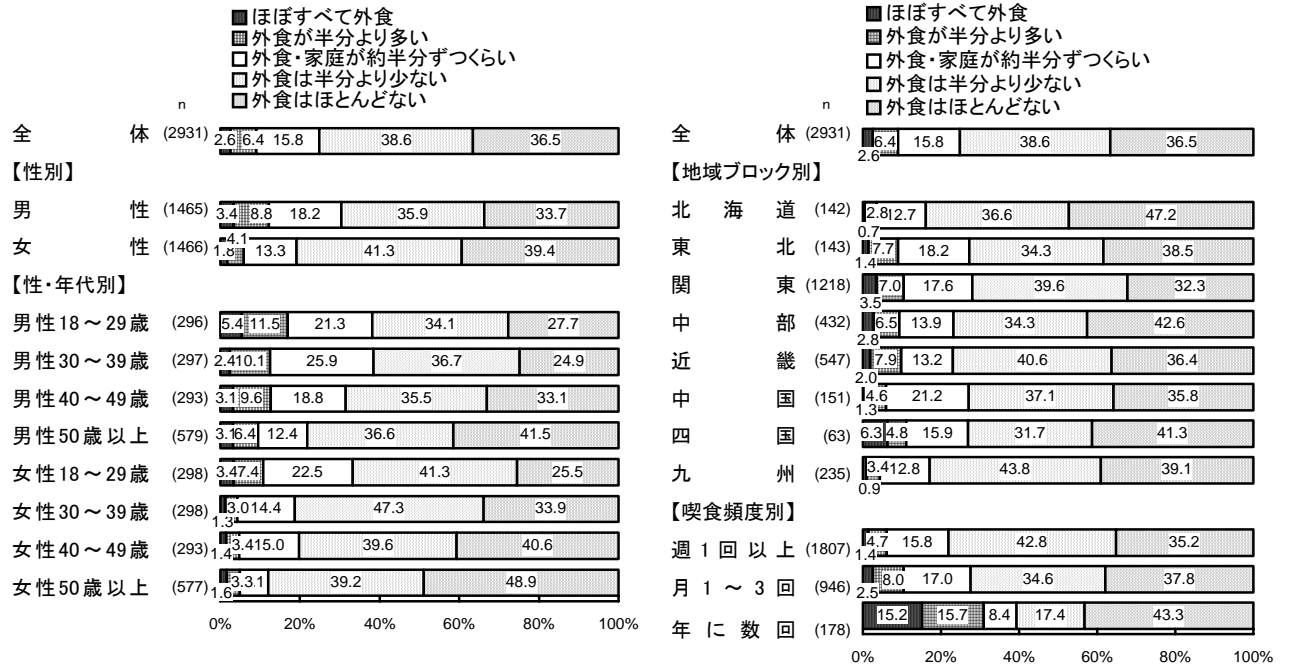 ほぼすべて外食
外食が半分より多い
外食・家庭が約半分ずつくらい
外食は半分より少ない
外食はほとんどない
n
全体 (2931) 2.6 6.4 15.8 38.6 36.5
【性別】
男性 (1465) 3.4 8.8 18.2 35.9 33.7
女性 (1466) 1.8 4.1 13.3 41.3 39.4
【性・年代別】
男性18～29歳 (296) 5.4 11.5 21.3 34.1 27.7
男性30～39歳 (297) 2.4 10.1 25.9 36.7 24.9
男性40～49歳 (293) 3.1 9.6 18.8 35.5 33.1
男性50歳以上 (579) 3.1 6.4 12.4 36.6 41.5
女性18～29歳 (298) 3.4 7.4 22.5 41.3 25.5
女性30～39歳 (298) 1.3 3.0 14.4 47.3 33.9
女性40～49歳 (293) 1.4 3.4 15.0 39.6 40.6
女性50歳以上 (577) 1.6 3.3.1 39.2 48.9
0% 20% 40% 60% 80% 100%
ほぼすべて外食
外食が半分より多い
外食・家庭が約半分ずつくらい
外食は半分より少ない
外食はほとんどない
n
全体 (2931) 2.6 6.4 15.8 38.6 36.5
【地域ブロック別】
北海道 (142) 0.7 2.8 12.7 36.6 47.2
東北 (143) 1.4 7.7 18.2 34.3 38.5
関東 (1218) 3.5 7.0 17.6 39.6 32.3
中部 (432) 2.8 6.5 13.9 34.3 42.6
近畿 (547) 2.0 7.9 13.2 40.6 36.4
中国 (151) 1.3 4.6 21.2 37.1 35.8
四国 (63) 6.3 4.8 15.9 31.7 41.3
九州 (235) 0.9 3.4 12.8 43.8 39.1
【喫食頻度別】
週1回以上 (1807) 1.4 4.7 15.8 42.8 35.2
月1～3回 (946) 2.5 8.0 17.0 34.6 37.8
年に数回 (178) 15.2 15.7 8.4 17.4 43.3
0% 20% 40% 60% 80% 100%